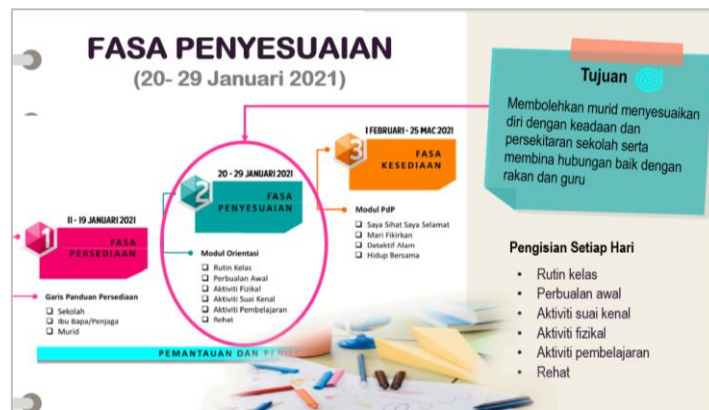 FASA PENYESUAIAN
(20- 29 Januari 2021)
Tujuan
Membolehkan murid menyesuaikan
diri dengan keadaan dan
persekitaran sekolah serta
membina hubungan baik dengan
rakan dan guru
1 FEBRUARI - 25 MAC 2021
3
FASA
KESEDIAAN
Modul PdP
Saya Sihat Saya Selamat
Mari Fikirkan
Detektif Alam
Hidup Bersama
20 - 29 JANUARI 2021
2
FASA
PENYESUAIAN
Modul Orientasi
Rutin Kelas
Perbualan Awal
Aktiviti Fizikal
Aktiviti Suai Kenal
Aktiviti Pembelajaran
Rehat
11 - 19 JANUARI 2021
1
FASA
PERSEDIAAN
Garis Panduan Persediaan
Sekolah
Ibu Bapa/Penjaga
Murid
PEMANTAUAN DAN
Pengisian Setiap Hari
• Rutin kelas
• Perbualan awal
• Aktiviti suai kenal
• Aktiviti fizikal
• Aktiviti pembelajaran
• Rehat